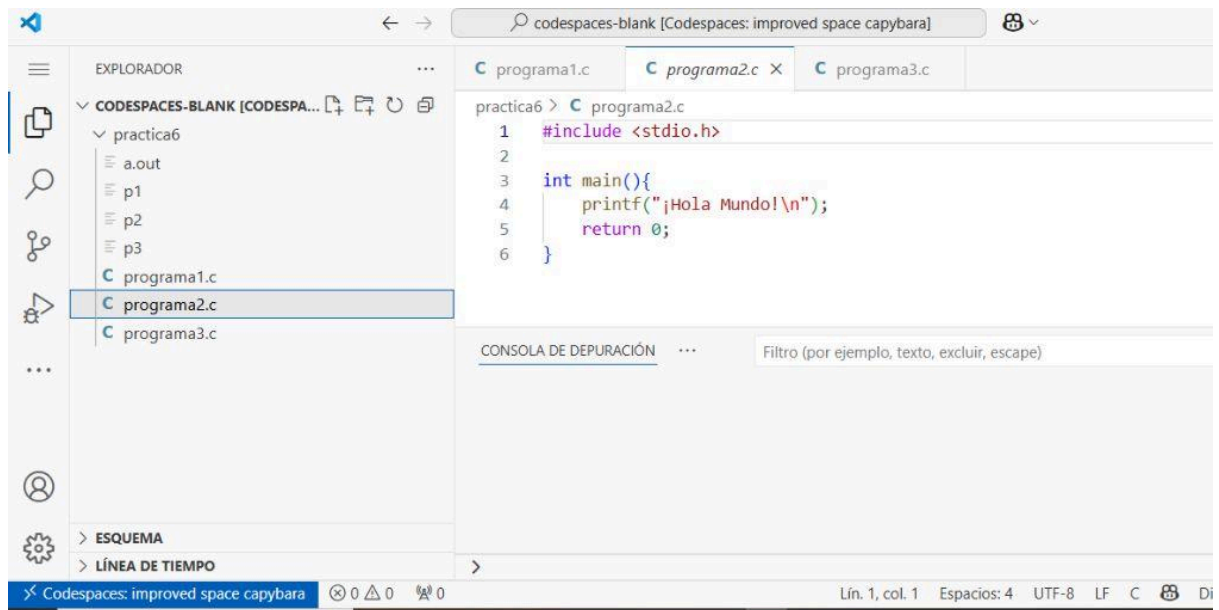 codespaces-blank [Codespaces: improved space capybara]
EXPLORADOR
CODESPACES-BLANK [CODESPA...
practica6
a.out
p1
p2
p3
C programa1.c
C programa2.c
C programa3.c
ESQUEMA
LÍNEA DE TIEMPO
C programa1.c C programa2.c C programa3.c
practica6 > C programa2.c
1 #include <stdio.h>
2
3 int main(){
4 printf("¡Hola Mundo!\n");
5 return 0;
6 }
CONSOLA DE DEPURACIÓN ... Filtro (por ejemplo, texto, excluir, escape)
>
Codespaces: improved space capybara 0 0 0 Lín. 1, col. 1 Espacios: 4 UTF-8 LF C Di